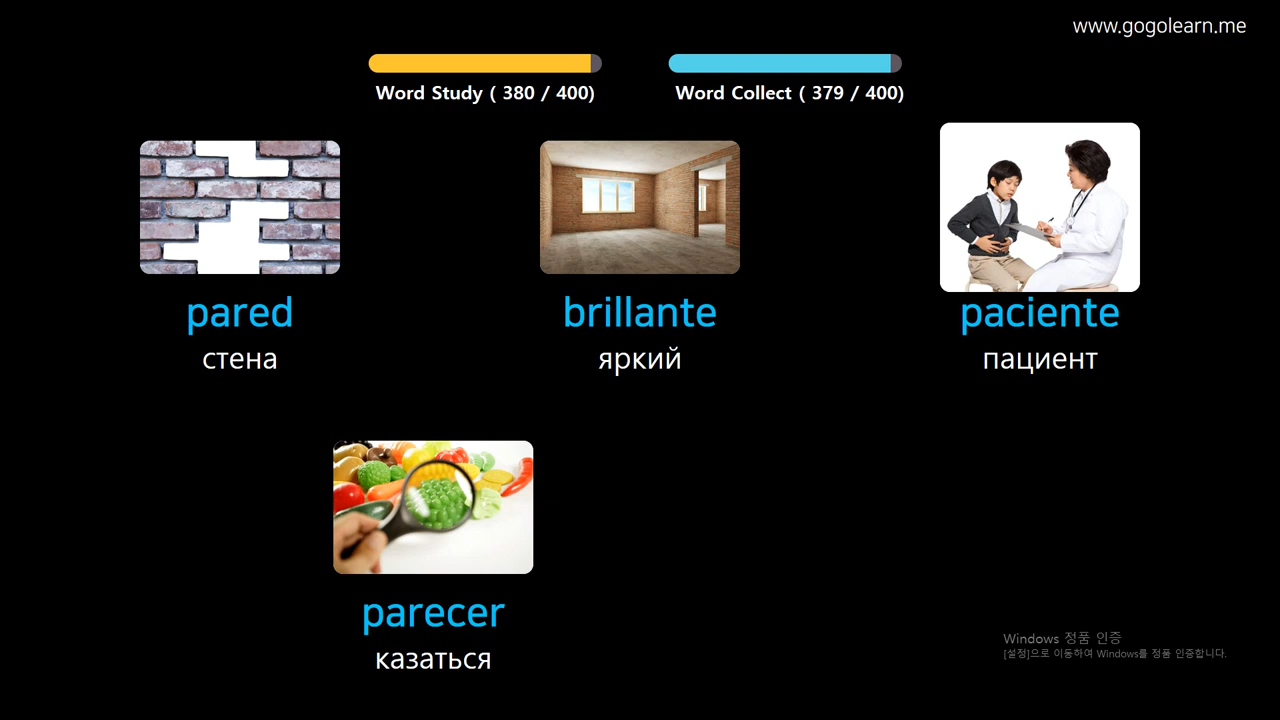 www.gogolearn.me
Word Study ( 380 / 400)
Word Collect ( 379 / 400)
pared
brillante
paciente
стена
яркий
пациент
parecer
казаться
Windows 정품 인증
[설정]으로 이동하여 Windows를 정품 인증합니다.